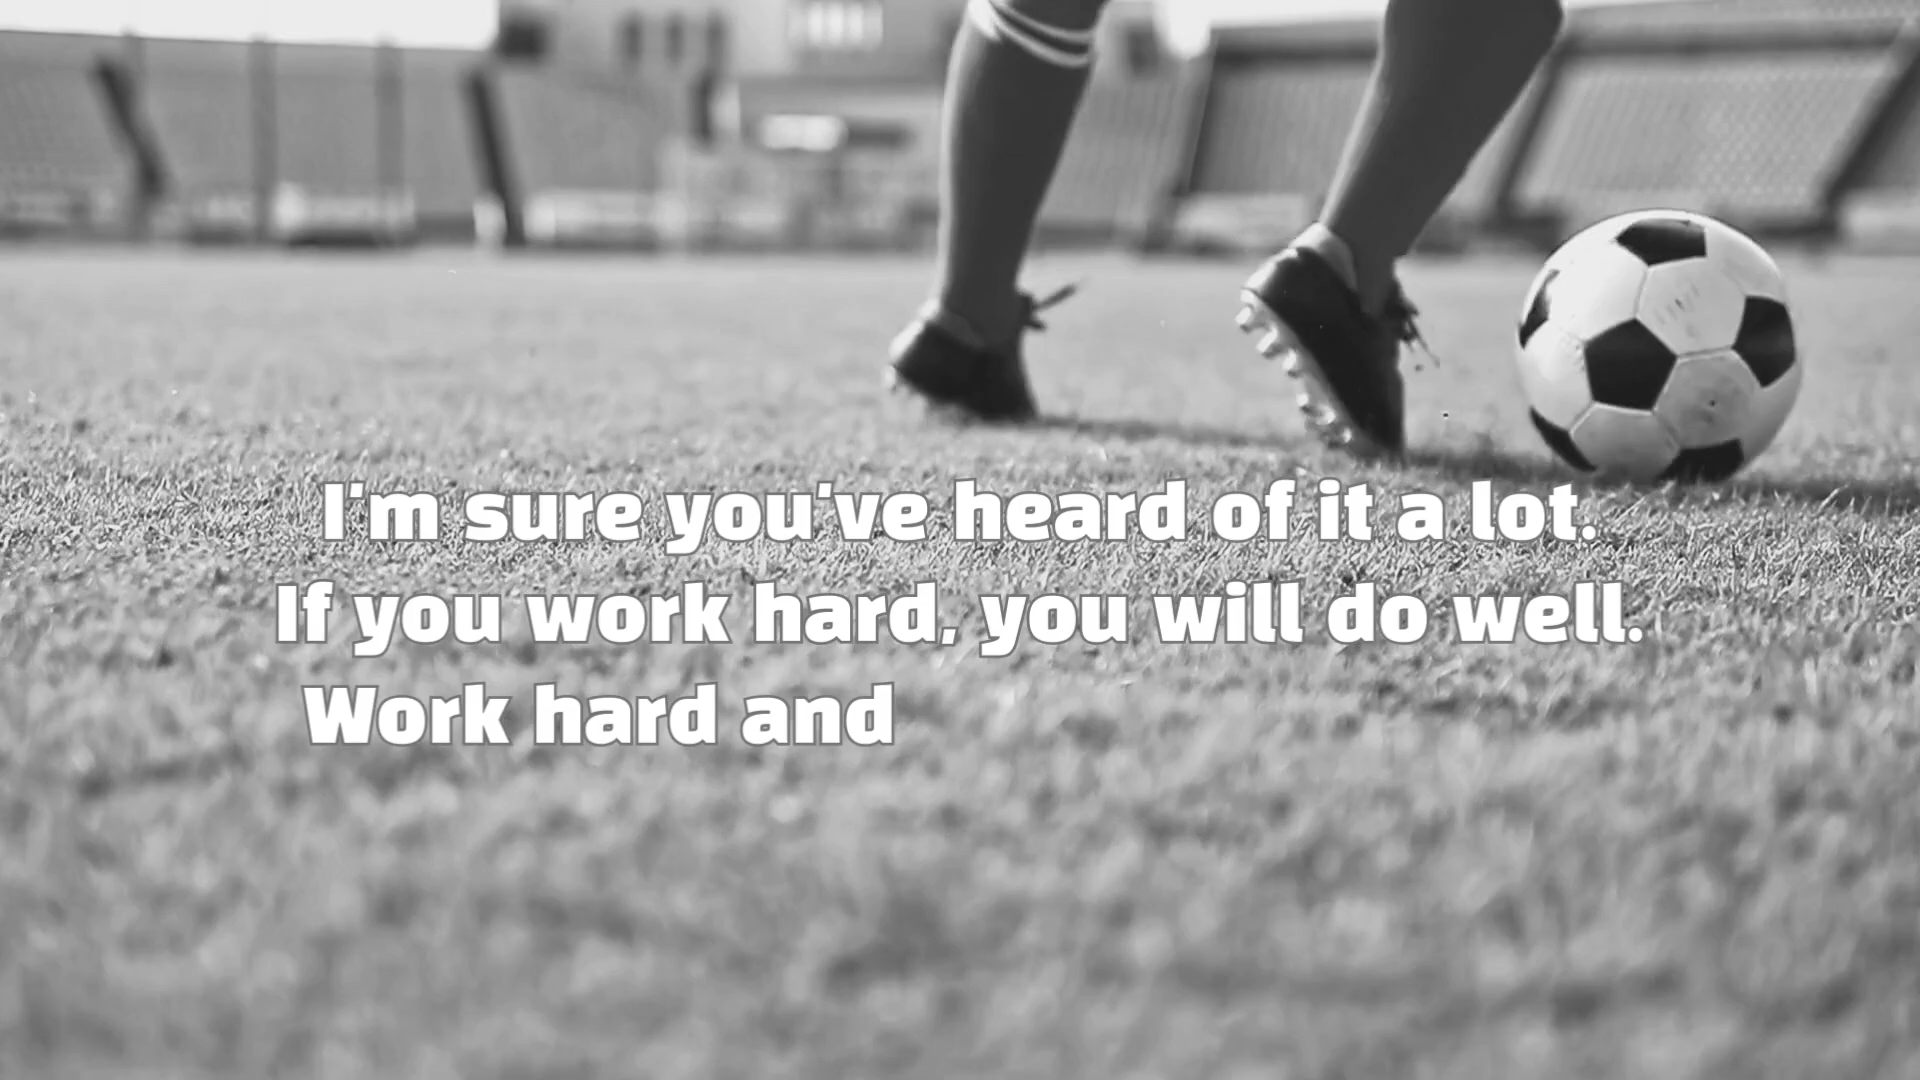 I'm sure you've heard of it a lot.
If you work hard, you will do well.
Work hard and